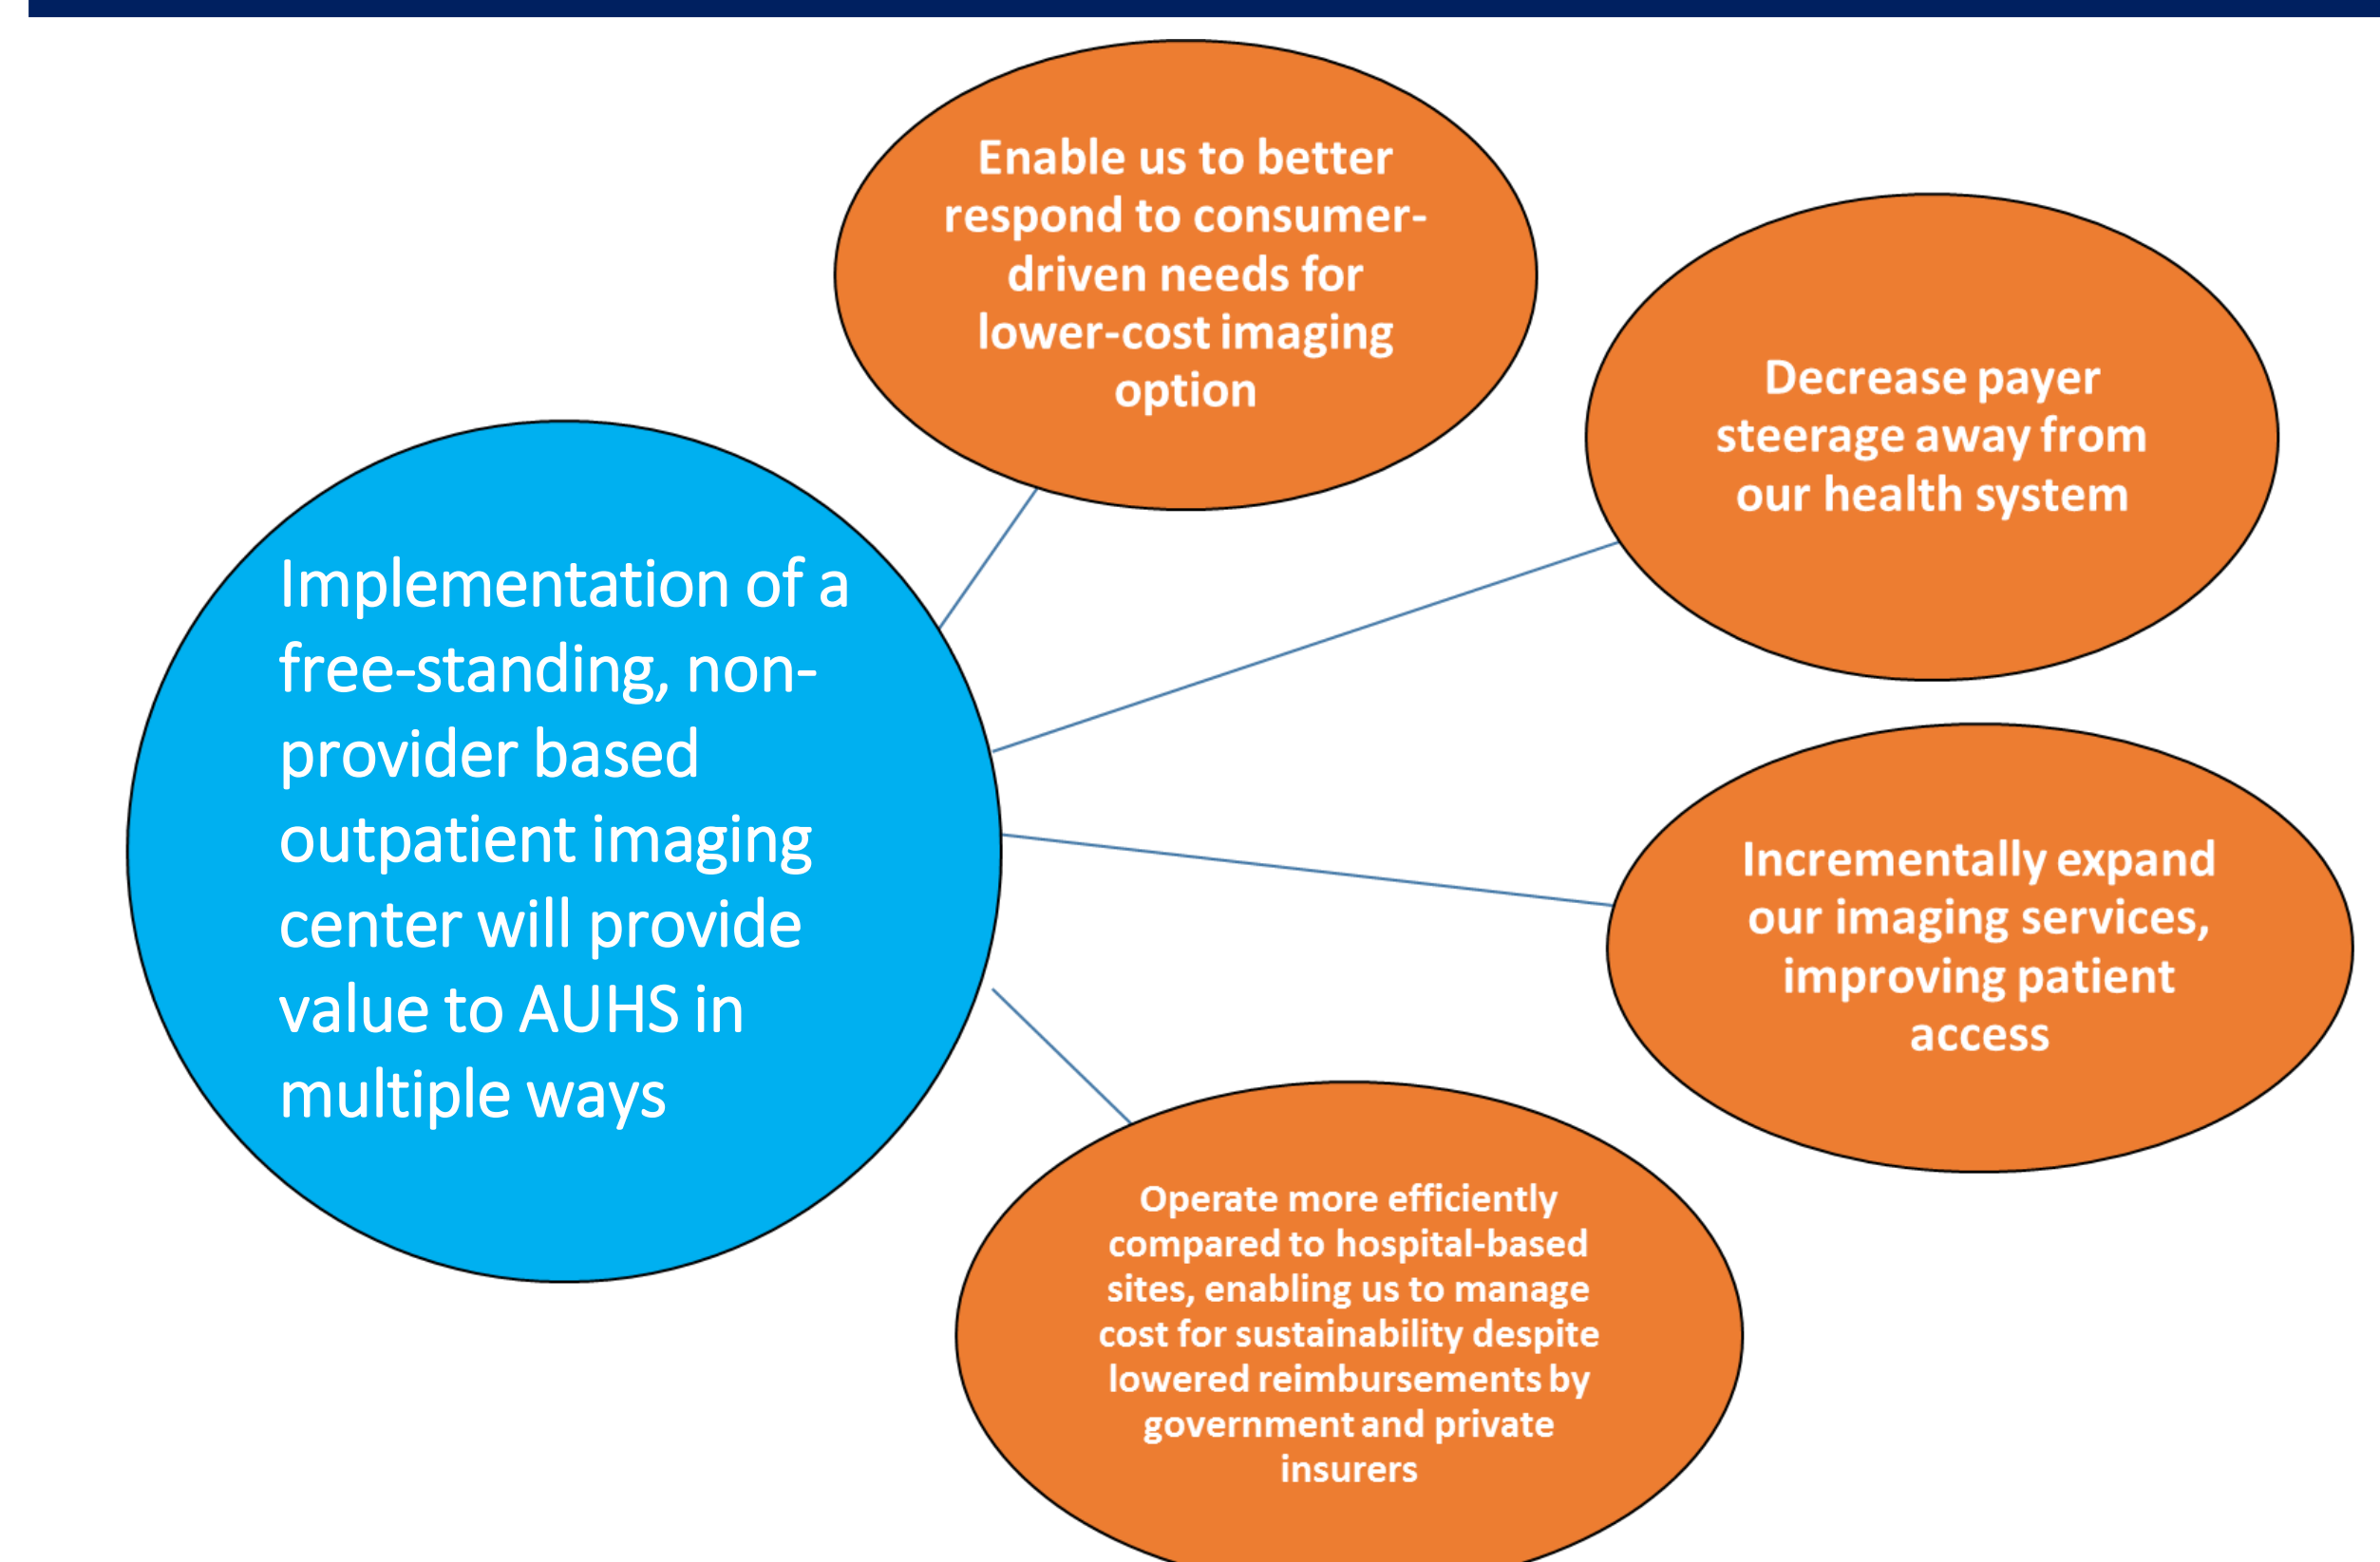 Enable us to better
respond to consumer-
driven needs for
lower-cost imaging
option
Decrease payer
steerage away from
our health system
Implementation of a
free-standing, non-
provider based
outpatient imaging
center will provide
value to AUHS in
multiple ways
Incrementally expand
our imaging services,
improving patient
access
Operate more efficiently
compared to hospital-based
sites, enabling us to manage
cost for sustainability despite
lowered reimbursements by
government and private
insurers